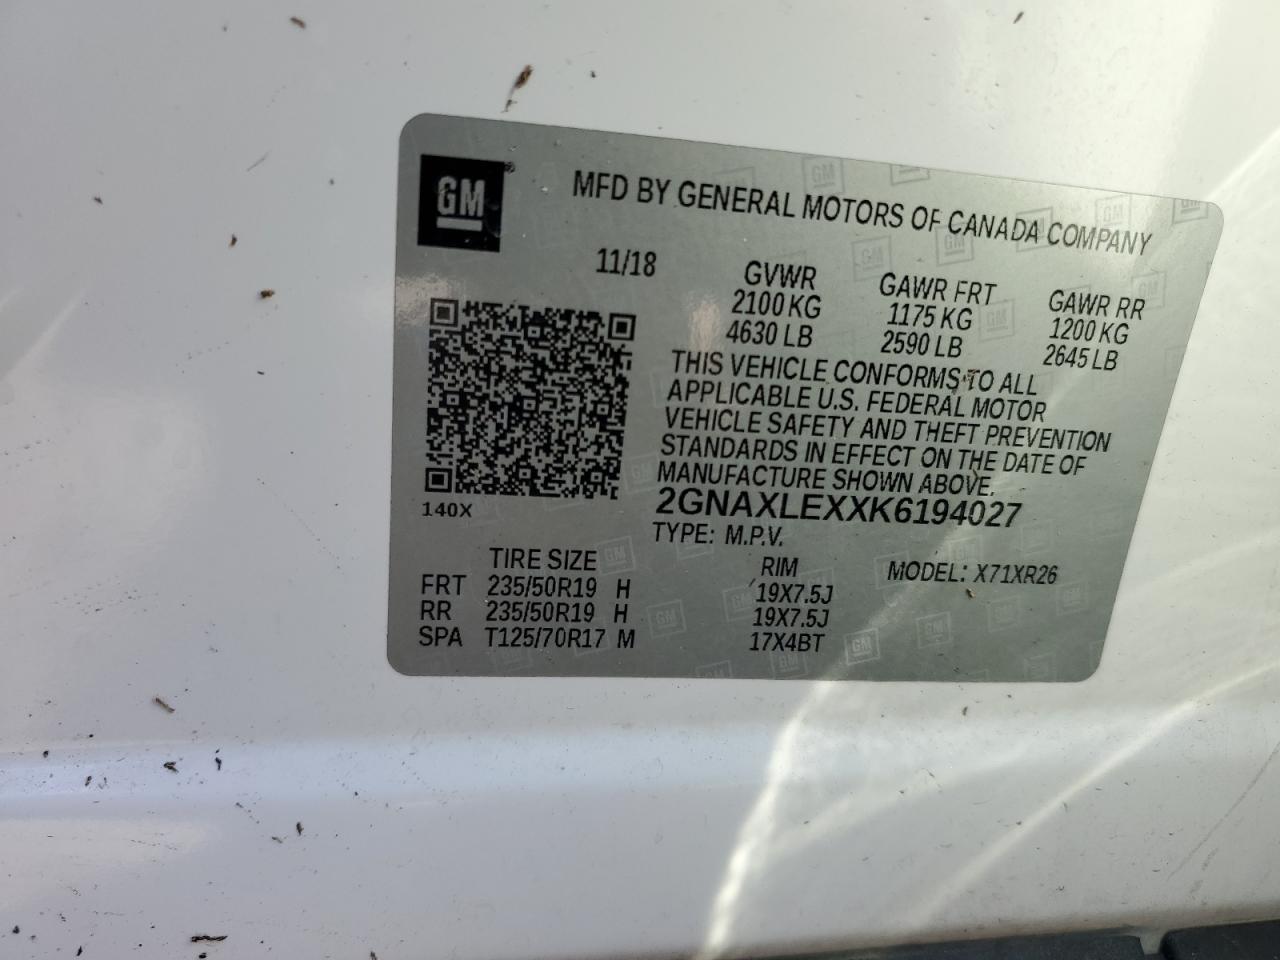 GM
MFD BY GENERAL MOTORS OF CANADA COMPANY
11/18
GVWR GAWR FRT GAWR RR
2100 KG 1175 KG 1200 KG
4630 LB 2590 LB 2645 LB
THIS VEHICLE CONFORMS TO ALL
APPLICABLE U.S. FEDERAL MOTOR
VEHICLE SAFETY AND THEFT PREVENTION
STANDARDS IN EFFECT ON THE DATE OF
MANUFACTURE SHOWN ABOVE.
140X
2GNAXLEXXK6194027
TYPE: M.P.V.
TIRE SIZE RIM MODEL: X71XR26
FRT 235/50R19 H 19X7.5J
RR 235/50R19 H 19X7.5J
SPA T125/70R17 M 17X4BT